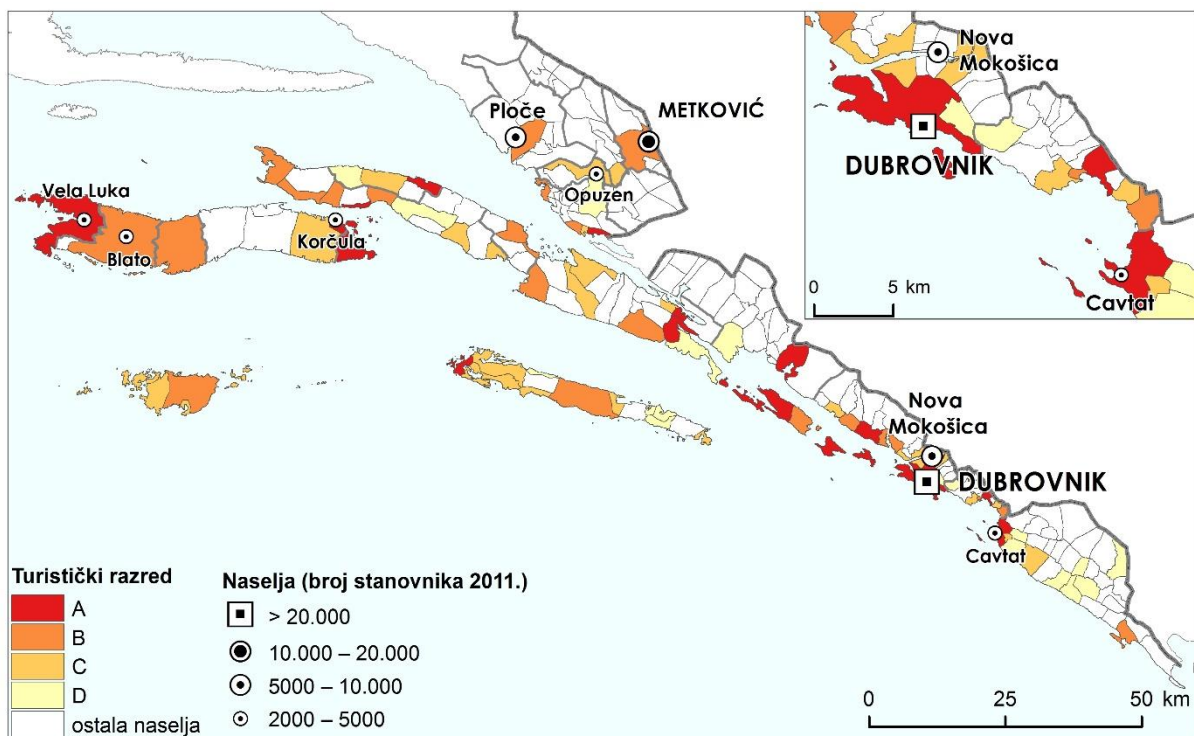 Ploče
METKOVIĆ
Opuzen
Vela Luka
Blato
Korčula
Nova
Mokošica
DUBROVNIK
Cavtat
Nova
Mokošica
DUBROVNIK
Cavtat
0 5 km
Turistički razred
A
B
C
D
ostala naselja
Naselja (broj stanovnika 2011.)
> 20.000
10.000 – 20.000
5000 – 10.000
2000 – 5000
0 25 50 km